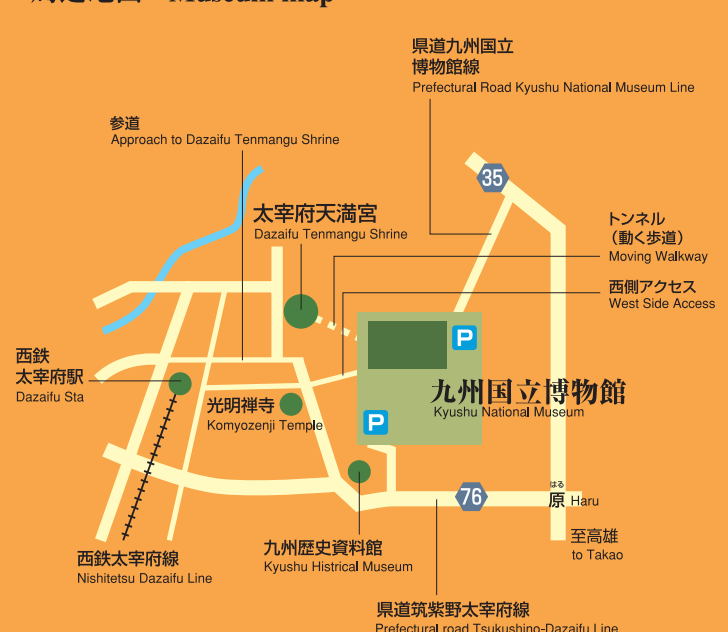 Museum map
県道九州国立
博物館線
Prefectural Road Kyushu National Museum Line
参道
Approach to Dazaifu Tenmangu Shrine
35
太宰府天満宮
Dazaifu Tenmangu Shrine
トンネル
（動く歩道）
Moving Walkway
西側アクセス
West Side Access
P
西鉄
太宰府駅
Dazaifu Sta
九州国立博物館
Kyushu National Museum
光明禅寺
Komyozenji Temple
P
76
はる
原 Haru
西鉄太宰府線
Nishitetsu Dazaifu Line
九州歴史資料館
Kyushu Histrical Museum
至高雄
to Takao
県道筑紫野太宰府線
Prefectural road Tsukushino-Dazaifu Line